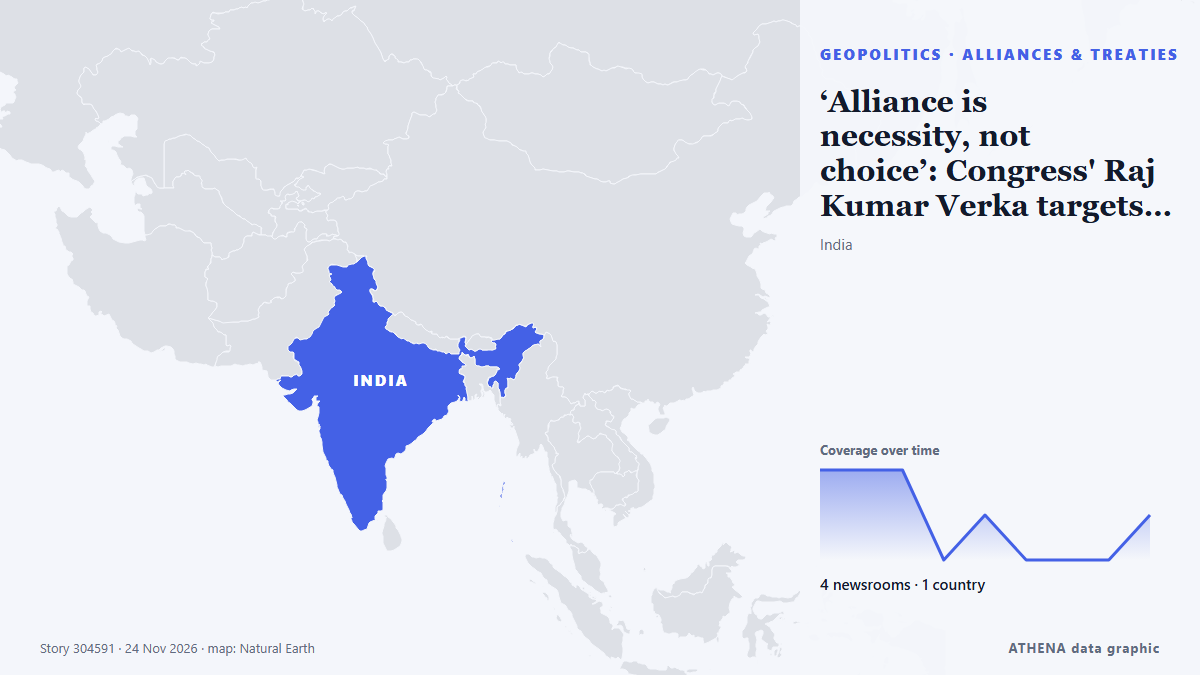 GEOPOLITICS · ALLIANCES & TREATIES
‘Alliance is
necessity, not
choice’: Congress' Raj
Kumar Verka targets...
India
INDIA
Coverage over time
4 newsrooms · 1 country
Story 304591 · 24 Nov 2026 · map: Natural Earth
ATHENA data graphic